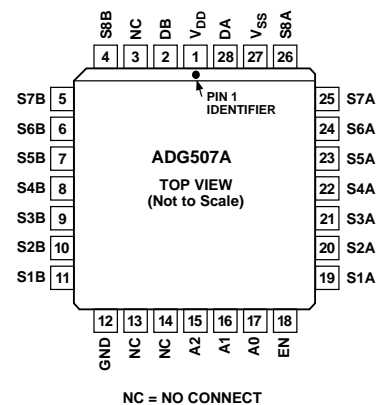 S8B NC DB VDD DA VSS S8A
4 3 2 1 28 27 26
PIN 1
IDENTIFIER
S7B 5
25 S7A
S6B 6
24 S6A
S5B 7
23 S5A
S4B 8
22 S4A
S3B 9
21 S3A
S2B 10
20 S2A
S1B 11
19 S1A
ADG507A
TOP VIEW
(Not to Scale)
12 13 14 15 16 17 18
GND NC NC A2 A1 A0 EN
NC = NO CONNECT